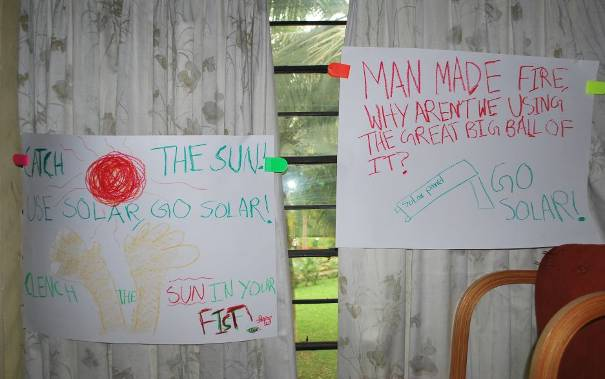 CATCH THE SUN!
USE SOLAR, GO SOLAR!
CLENCH THE SUN IN YOUR
FIST!
MAN MADE FIRE,
WHY AREN'T WE USING
THE GREAT BIG BALL OF
IT?
Solar panel
GO
SOLAR!